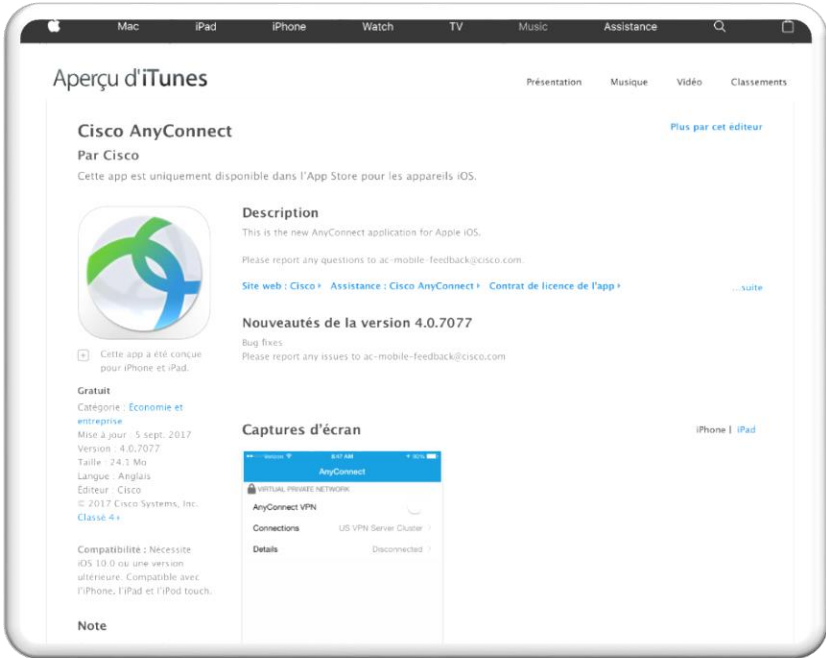 Mac iPad iPhone Watch TV Music Assistance
Aperçu d'iTunes
Présentation Musique Vidéo Classements
Cisco AnyConnect
Plus par cet éditeur
Par Cisco
Cette app est uniquement disponible dans l'App Store pour les appareils iOS.
Description
This is the new AnyConnect application for Apple iOS.
Please report any questions to ac-mobile-feedback@cisco.com.
Site web : Cisco Assistance : Cisco AnyConnect Contrat de licence de l'app
...suite
Nouveautés de la version 4.0.7077
Bug fixes
Please report any issues to ac-mobile-feedback@cisco.com
Cette app a été conçue
pour iPhone et iPad.
Gratuit
Catégorie : Économie et
entreprise
Mise à jour : 5 sept. 2017
Version : 4.0.7077
Taille : 24.1 Mo
Langue : Anglais
Éditeur : Cisco
© 2017 Cisco Systems, Inc.
Classé 4+
Compatibilité : Nécessite
iOS 10.0 ou une version
ultérieure. Compatible avec
l'iPhone, l'iPad et l'iPod touch.
Note
Captures d'écran
iPhone | iPad
Verizon 8:47 AM 90%
AnyConnect
VIRTUAL PRIVATE NETWORK
AnyConnect VPN
Connections US VPN Server Cluster
Details Disconnected